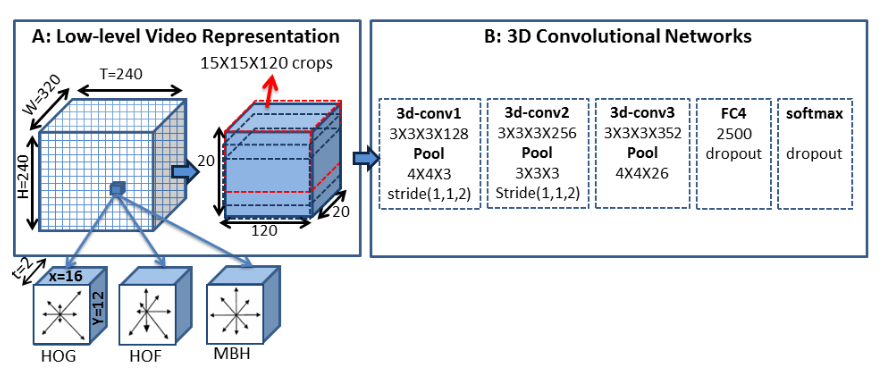 A: Low-level Video Representation
T=240
W=320
H=240
15X15X120 crops
20
20
120
t=2
x=16
Y=12
HOG
HOF
MBH
B: 3D Convolutional Networks
3d-conv1
3X3X3X128
Pool
4X4X3
stride(1,1,2)
3d-conv2
3X3X3X256
Pool
3X3X3
Stride(1,1,2)
3d-conv3
3X3X3X352
Pool
4X4X26
FC4
2500
dropout
softmax
dropout